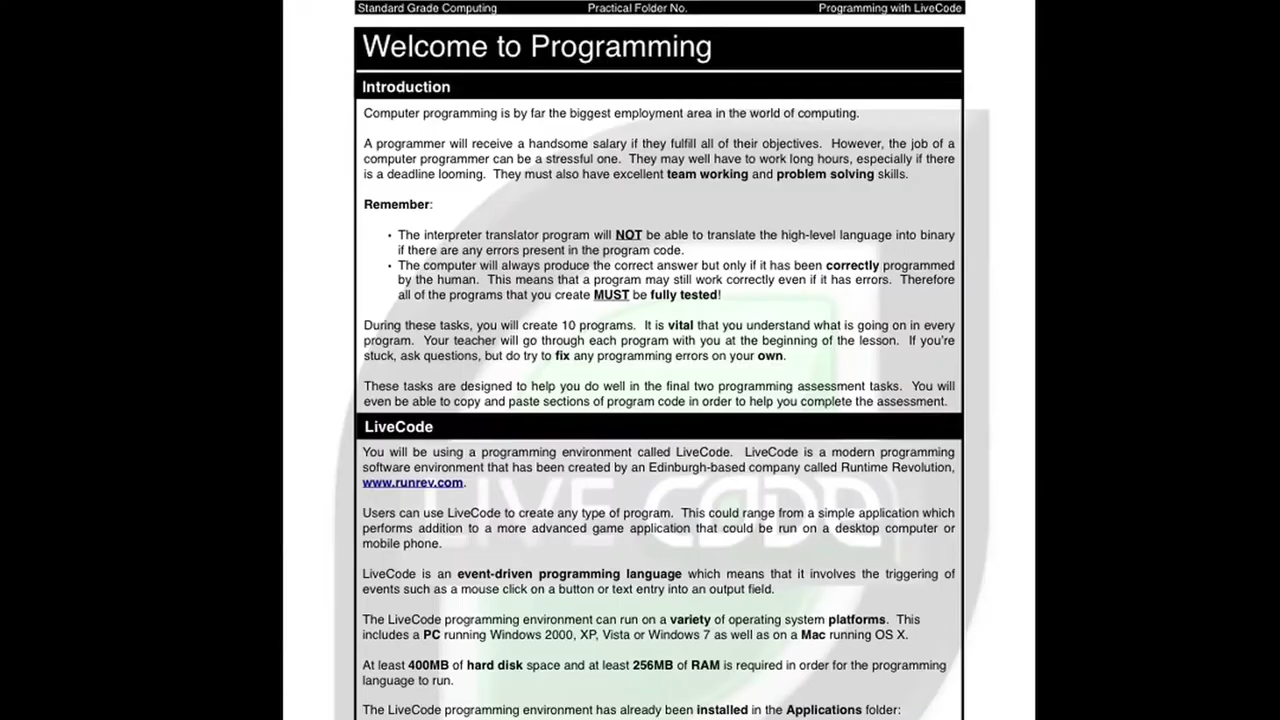 Standard Grade Computing Practical Folder No. Programming with LiveCode
Welcome to Programming
Introduction
Computer programming is by far the biggest employment area in the world of computing.
A programmer will receive a handsome salary if they fulfill all of their objectives. However, the job of a
computer programmer can be a stressful one. They may well have to work long hours, especially if there
is a deadline looming. They must also have excellent team working and problem solving skills.
Remember:
• The interpreter translator program will NOT be able to translate the high-level language into binary
if there are any errors present in the program code.
• The computer will always produce the correct answer but only if it has been correctly programmed
by the human. This means that a program may still work correctly even if it has errors. Therefore
all of the programs that you create MUST be fully tested!
During these tasks, you will create 10 programs. It is vital that you understand what is going on in every
program. Your teacher will go through each program with you at the beginning of the lesson. If you're
stuck, ask questions, but do try to fix any programming errors on your own.
These tasks are designed to help you do well in the final two programming assessment tasks. You will
even be able to copy and paste sections of program code in order to help you complete the assessment.
LiveCode
You will be using a programming environment called LiveCode. LiveCode is a modern programming
software environment that has been created by an Edinburgh-based company called Runtime Revolution,
www.runrev.com.
LIVE CODE
Users can use LiveCode to create any type of program. This could range from a simple application which
performs addition to a more advanced game application that could be run on a desktop computer or
mobile phone.
LiveCode is an event-driven programming language which means that it involves the triggering of
events such as a mouse click on a button or text entry into an output field.
The LiveCode programming environment can run on a variety of operating system platforms. This
includes a PC running Windows 2000, XP, Vista or Windows 7 as well as on a Mac running OS X.
At least 400MB of hard disk space and at least 256MB of RAM is required in order for the programming
language to run.
The LiveCode programming environment has already been installed in the Applications folder: